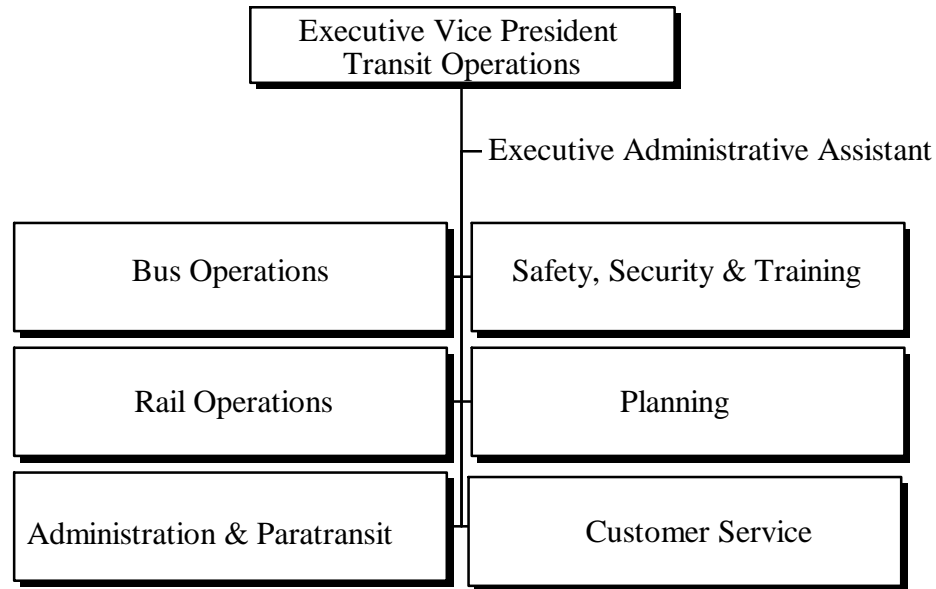 Executive Vice President
Transit Operations
Executive Administrative Assistant
Bus Operations
Safety, Security & Training
Rail Operations
Planning
Administration & Paratransit
Customer Service